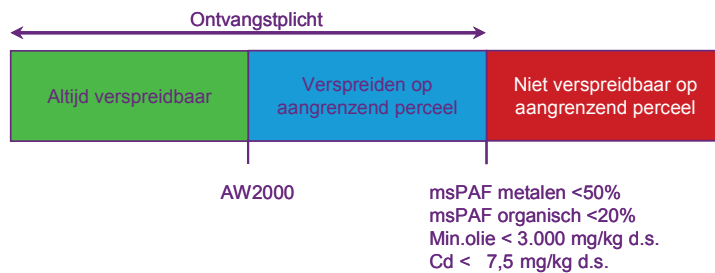 Ontvangstplicht
Altijd verspreidbaar
Verspreiden op
aangrenzend perceel
Niet verspreidbaar op
aangrenzend perceel
AW2000
msPAF metalen <50%
msPAF organisch <20%
Min.olie < 3.000 mg/kg d.s.
Cd < 7,5 mg/kg d.s.